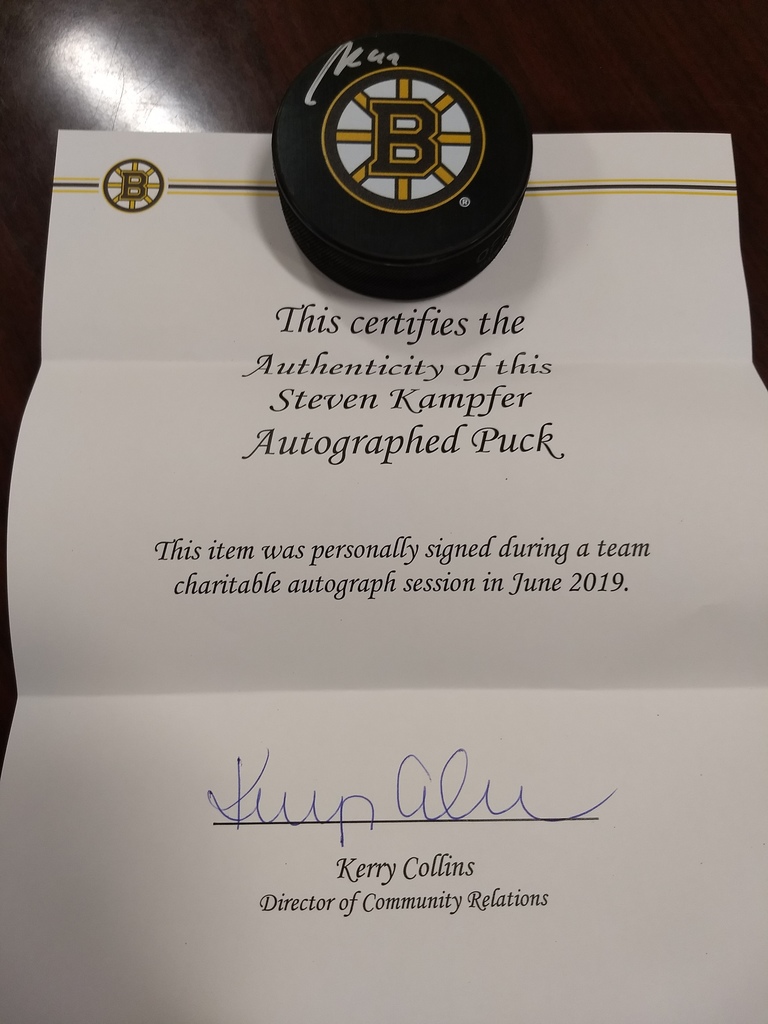 B
®
B
This certifies the
Authenticity of this
Steven Kampfer
Autographed Puck
This item was personally signed during a team
charitable autograph session in June 2019.
Kerry Collins
Director of Community Relations